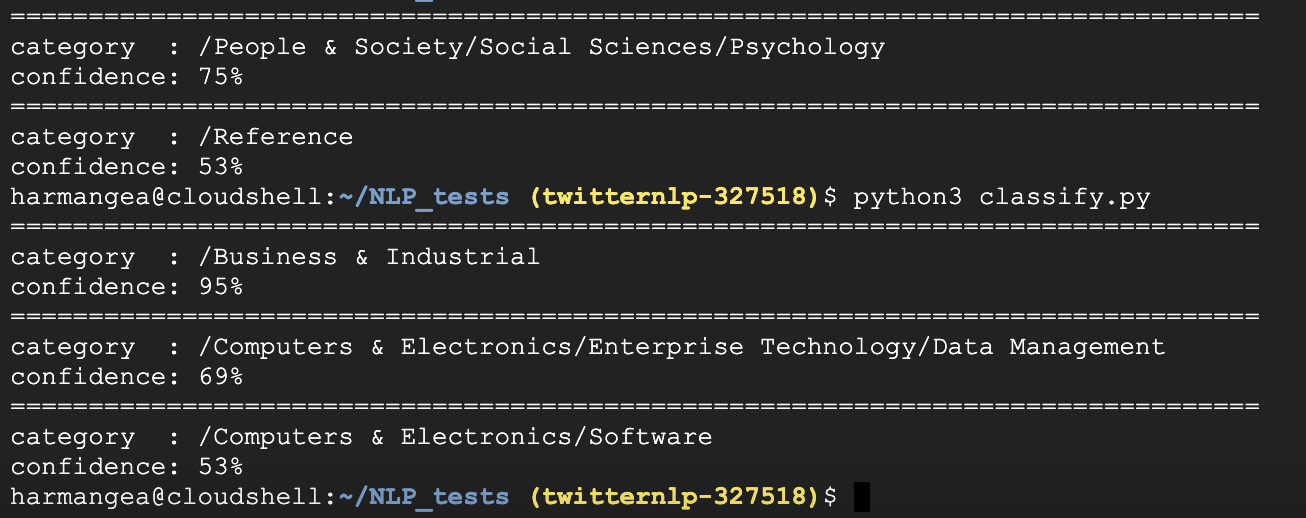 ================================================================================
category  : /People & Society/Social Sciences/Psychology
confidence: 75%
================================================================================
category  : /Reference
confidence: 53%
harmangea@cloudshell:~/NLP_tests (twitternlp-327518)$ python3 classify.py
================================================================================
category  : /Business & Industrial
confidence: 95%
================================================================================
category  : /Computers & Electronics/Enterprise Technology/Data Management
confidence: 69%
================================================================================
category  : /Computers & Electronics/Software
confidence: 53%
harmangea@cloudshell:~/NLP_tests (twitternlp-327518)$